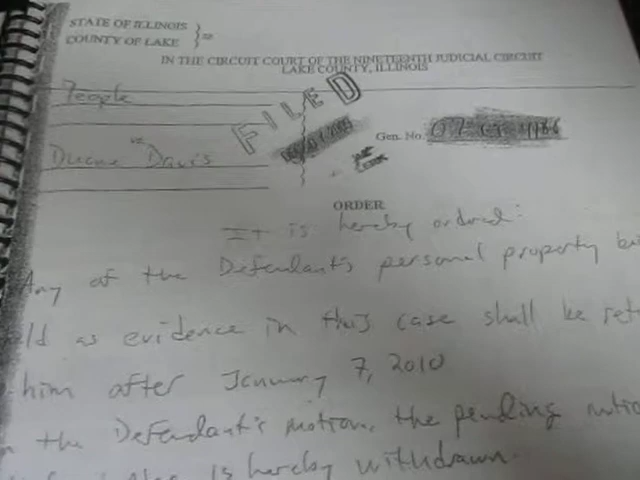 STATE OF ILLINOIS
COUNTY OF LAKE
IN THE CIRCUIT COURT OF THE NINETEENTH JUDICIAL CIRCUIT
LAKE COUNTY, ILLINOIS
People
FILED
vs
Gen. No.
Duane Davis
ORDER
It is hereby ordered:
Any of the Defendant's personal property
as evidence in this case shall be
him after January 7, 2010
the Defendant's motion, the pending
is hereby withdrawn.